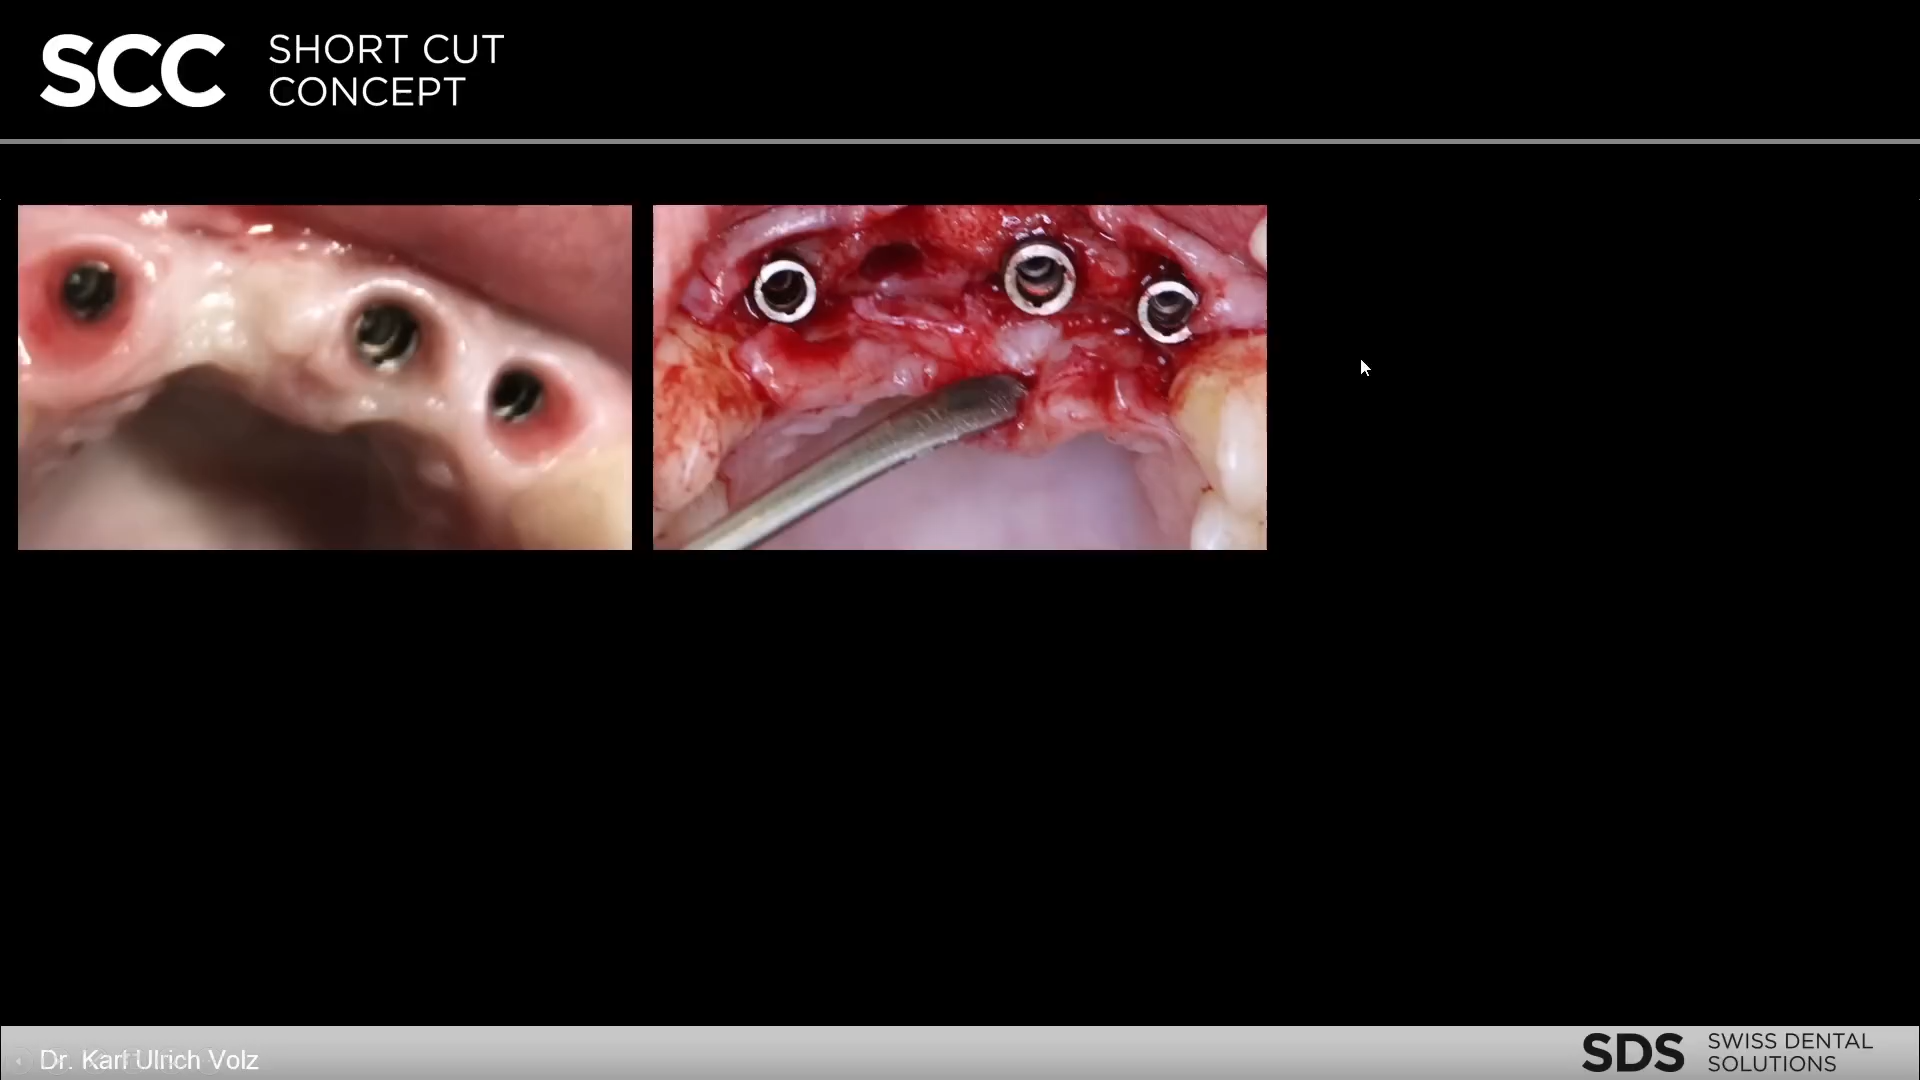 SCC
SHORT CUT
CONCEPT
Dr. Karl Ulrich Volz
SDS
SWISS DENTAL
SOLUTIONS